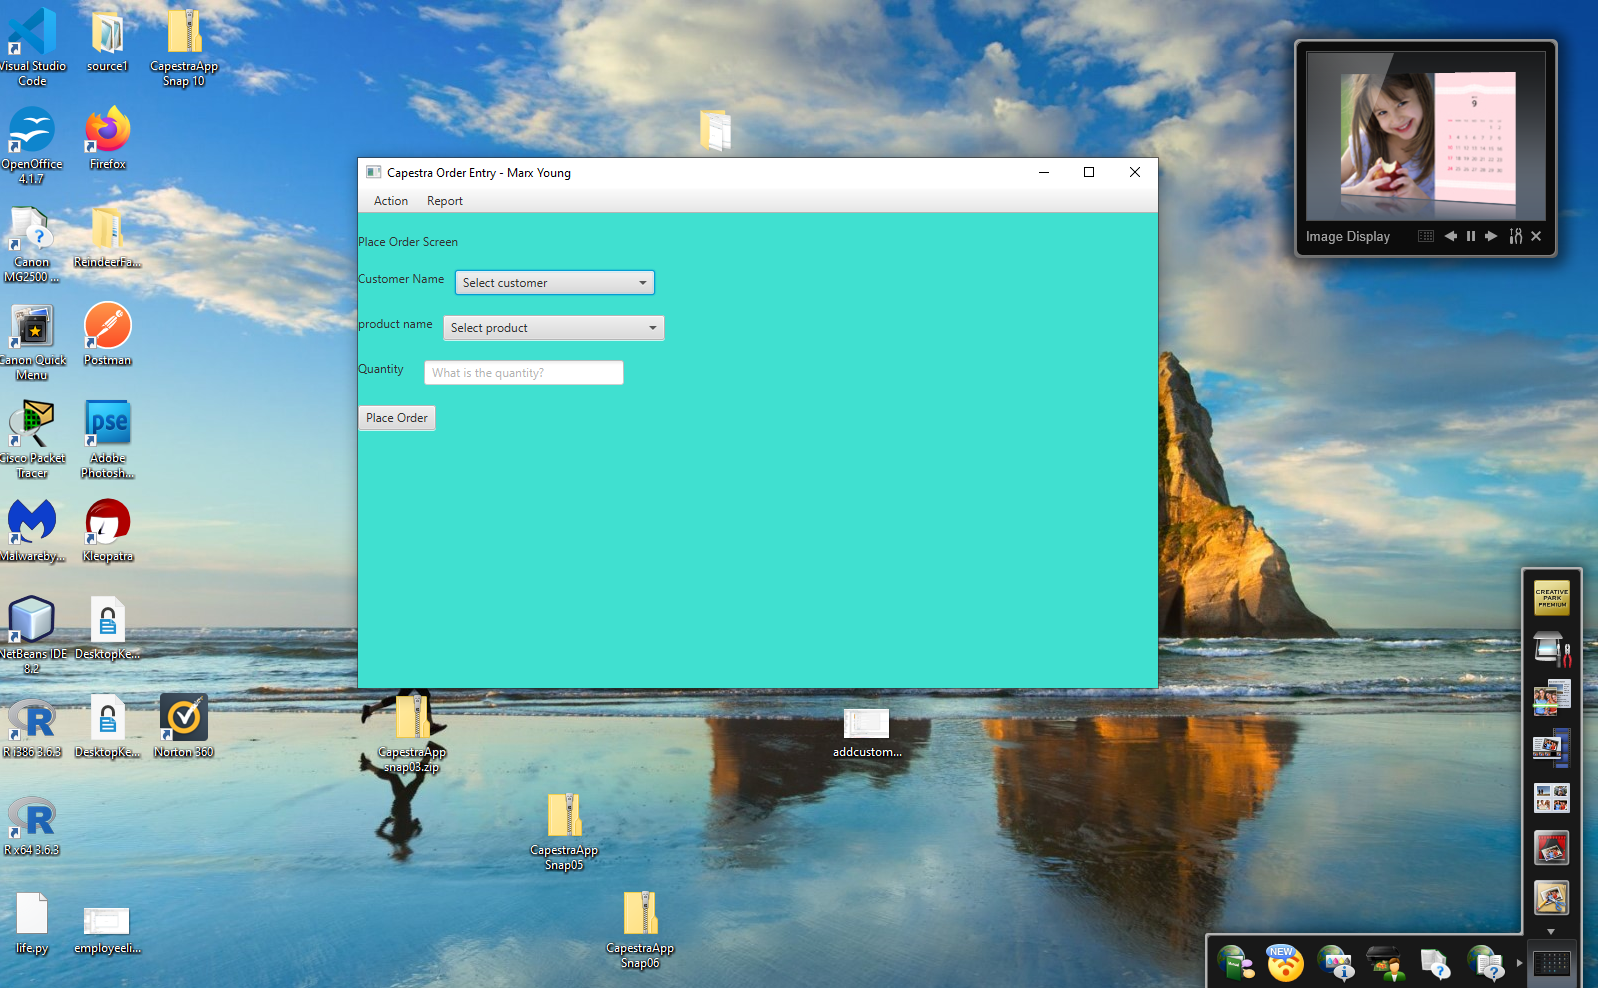 Visual Studio
Code
source1
CapestraApp
Snap 10
OpenOffice
4.1.7
Firefox
Canon
MG2500 ...
ReindeerFa...
Canon Quick
Menu
Postman
Cisco Packet
Tracer
Adobe
Photosh...
pse
Malwareby...
Kleopatra
NetBeans IDE
8.2
DesktopKe...
R i386 3.6.3
DesktopKe...
Norton 360
R x64 3.6.3
life.py
employeeli...
Capestra Order Entry - Marx Young
Action Report
Place Order Screen
Customer Name Select customer
product name Select product
Quantity What is the quantity?
Place Order
CapestraApp
snap03.zip
addcustom...
CapestraApp
Snap05
CapestraApp
Snap06
9
Image Display
CREATIVE
PARK
PREMIUM
NEW